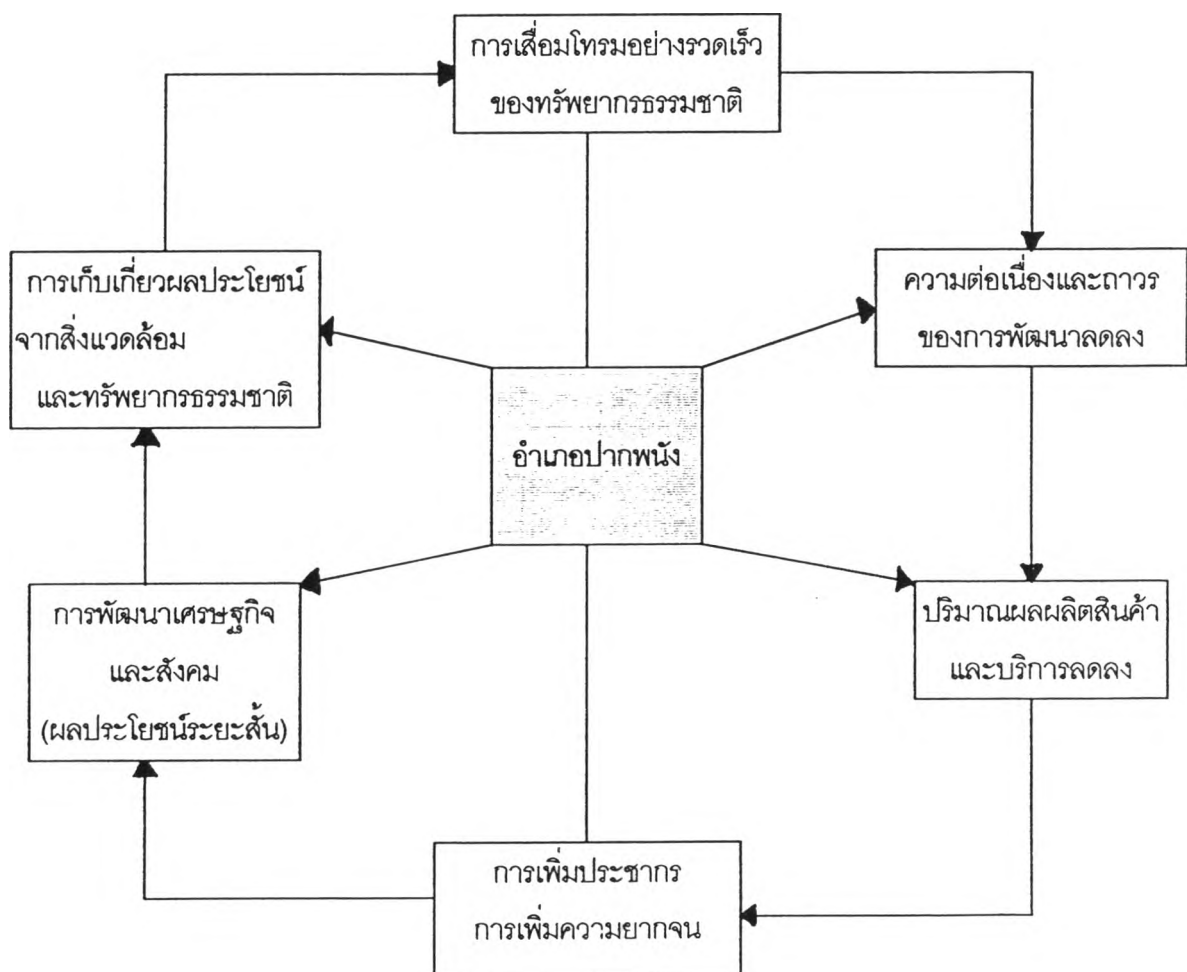 การเสื่อมโทรมอย่างรวดเร็ว
ของทรัพยากรธรรมชาติ
การเก็บเกี่ยวผลประโยชน์
จากสิ่งแวดล้อม
และทรัพยากรธรรมชาติ
ความต่อเนื่องและถาวร
ของการพัฒนาลดลง
อำเภอปากพนัง
การพัฒนาเศรษฐกิจ
และสังคม
(ผลประโยชน์ระยะสั้น)
ปริมาณผลผลิตสินค้า
และบริการลดลง
การเพิ่มประชากร
การเพิ่มความยากจน